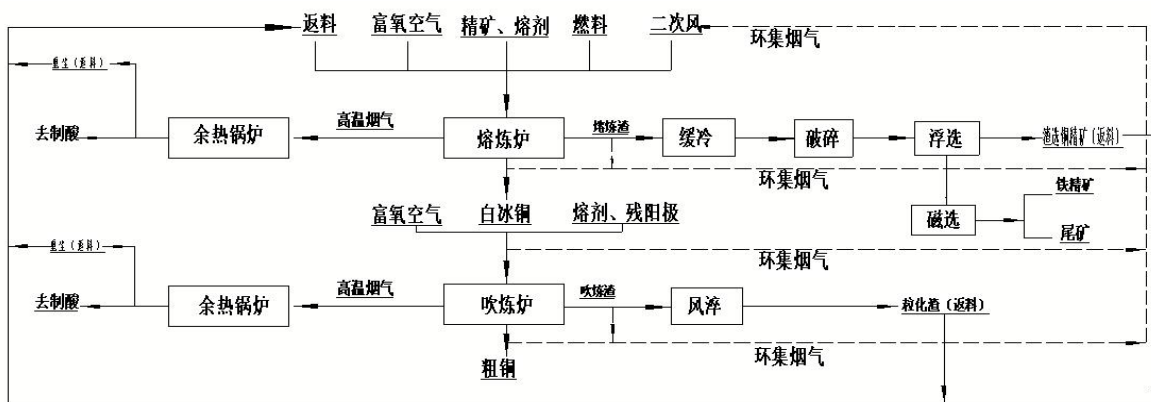 返料
富氧空气
精矿、熔剂
燃料
二次风
环集烟气
重尘(返料)
去制酸
余热锅炉
高温烟气
熔炼炉
熔炼渣
缓冷
破碎
浮选
渣选铜精矿(返料)
环集烟气
铁精矿
富氧空气
白冰铜
熔剂、残阳极
磁选
尾矿
重尘(返料)
环集烟气
去制酸
余热锅炉
高温烟气
吹炼炉
吹炼渣
风淬
粒化渣(返料)
环集烟气
粗铜